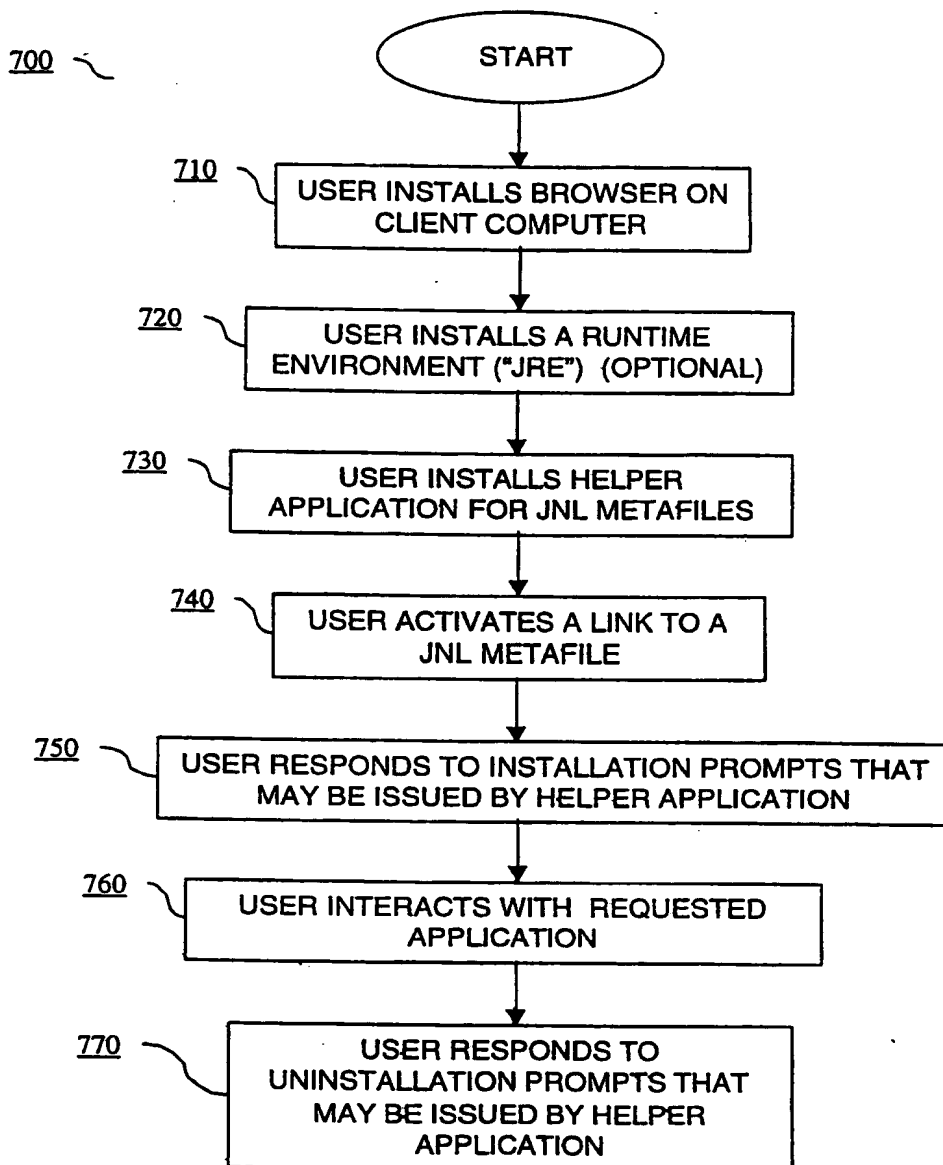 700
START
710
USER INSTALLS BROWSER ON
CLIENT COMPUTER
720
USER INSTALLS A RUNTIME
ENVIRONMENT ("JRE") (OPTIONAL)
730
USER INSTALLS HELPER
APPLICATION FOR JNL METAFILES
740
USER ACTIVATES A LINK TO A
JNL METAFILE
750
USER RESPONDS TO INSTALLATION PROMPTS THAT
MAY BE ISSUED BY HELPER APPLICATION
760
USER INTERACTS WITH REQUESTED
APPLICATION
770
USER RESPONDS TO
UNINSTALLATION PROMPTS THAT
MAY BE ISSUED BY HELPER
APPLICATION